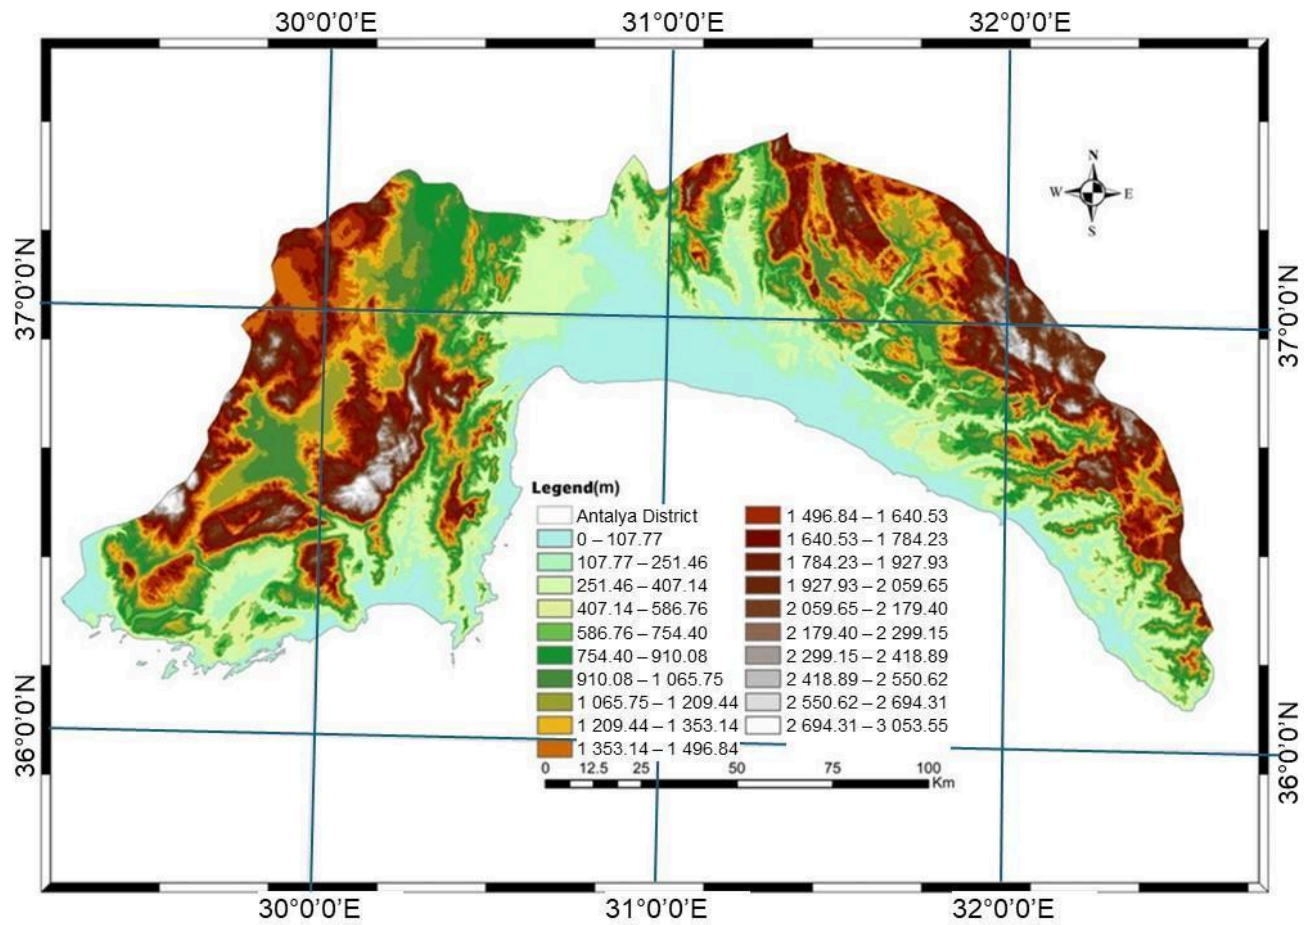 30°0’0’E 31°0’0’E 32°0’0’E
N
W E
S
37°0’0’N 37°0’0’N
Legend(m)
Antalya District 1 496.84 – 1 640.53
0 – 107.77 1 640.53 – 1 784.23
107.77 – 251.46 1 784.23 – 1 927.93
251.46 – 407.14 1 927.93 – 2 059.65
407.14 – 586.76 2 059.65 – 2 179.40
586.76 – 754.40 2 179.40 – 2 299.15
754.40 – 910.08 2 299.15 – 2 418.89
910.08 – 1 065.75 2 418.89 – 2 550.62
1 065.75 – 1 209.44 2 550.62 – 2 694.31
1 209.44 – 1 353.14 2 694.31 – 3 053.55
1 353.14 – 1 496.84
36°0’0’N 36°0’0’N
0 12.5 25 50 75 100
Km
30°0’0’E 31°0’0’E 32°0’0’E